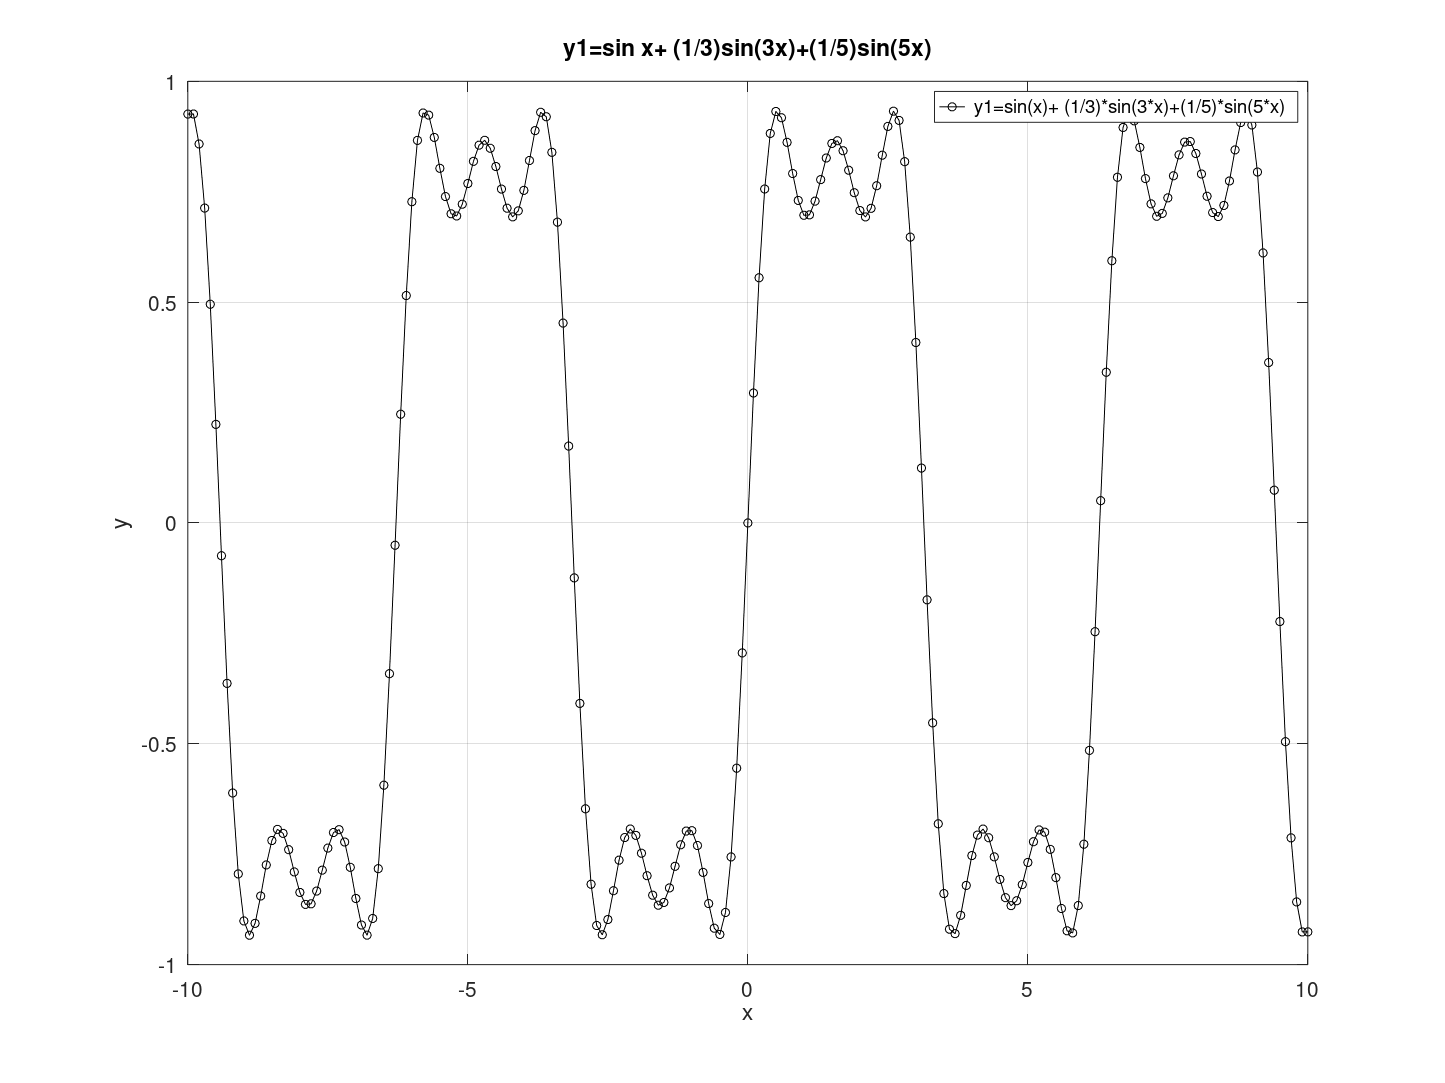 y1=sin x+ (1/3)sin(3x)+(1/5)sin(5x)
y1=sin(x)+ (1/3)*sin(3*x)+(1/5)*sin(5*x)
1
0.5
0
-0.5
-1
y
-10
-5
0
5
10
x